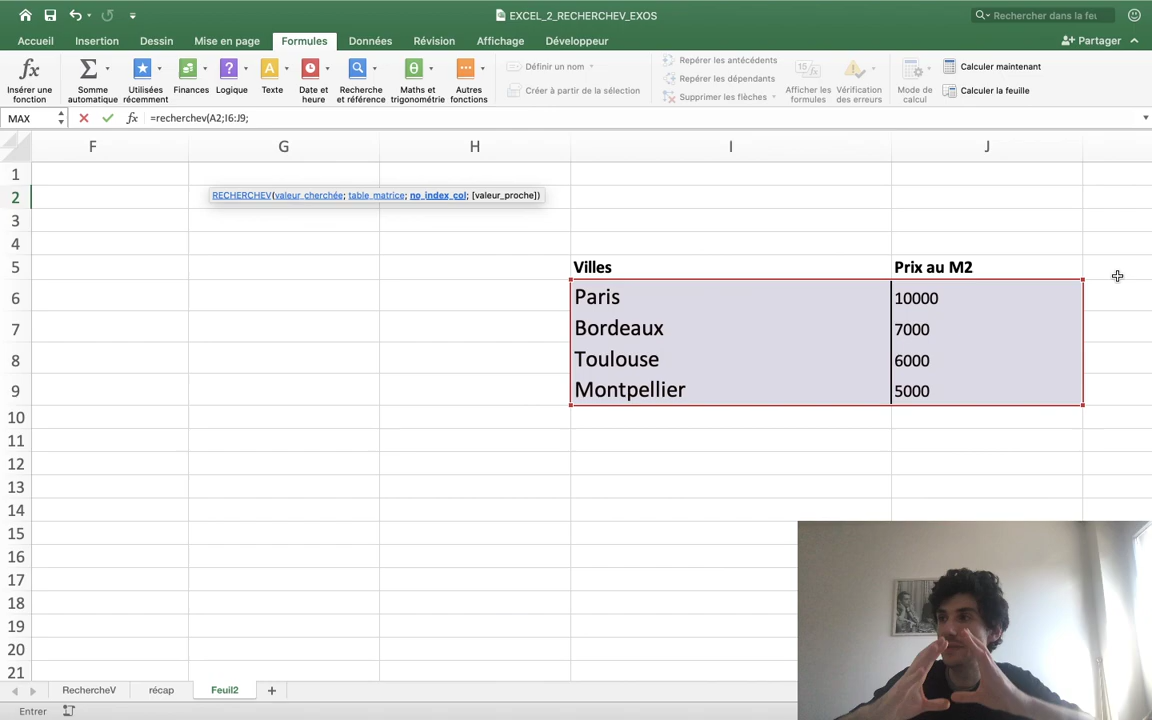 EXCEL_2_RECHERCHEV_EXOS
Rechercher dans la feu
Accueil Insertion Dessin Mise en page Formules Données Révision Affichage Développeur
Partager
fx Insérer une fonction
Σ Somme automatique
Utilisées récemment
Finances
? Logique
A Texte
Date et heure
Recherche et référence
θ Maths et trigonométrie
Autres fonctions
Définir un nom
Créer à partir de la sélection
Repérer les antécédents
Repérer les dépendants
Supprimer les flèches
15/fx Afficher les formules
Vérification des erreurs
Mode de calcul
Calculer maintenant
Calculer la feuille
MAX fx =recherchev(A2;I6:J9;
F G H I J
1
2 RECHERCHEV(valeur_cherchée; table_matrice; no_index_col; [valeur_proche])
3
4
5 Villes Prix au M2
6 Paris 10000
7 Bordeaux 7000
8 Toulouse 6000
9 Montpellier 5000
10
11
12
13
14
15
16
17
18
19
20
21
RechercheV récap Feuil2 +
Entrer